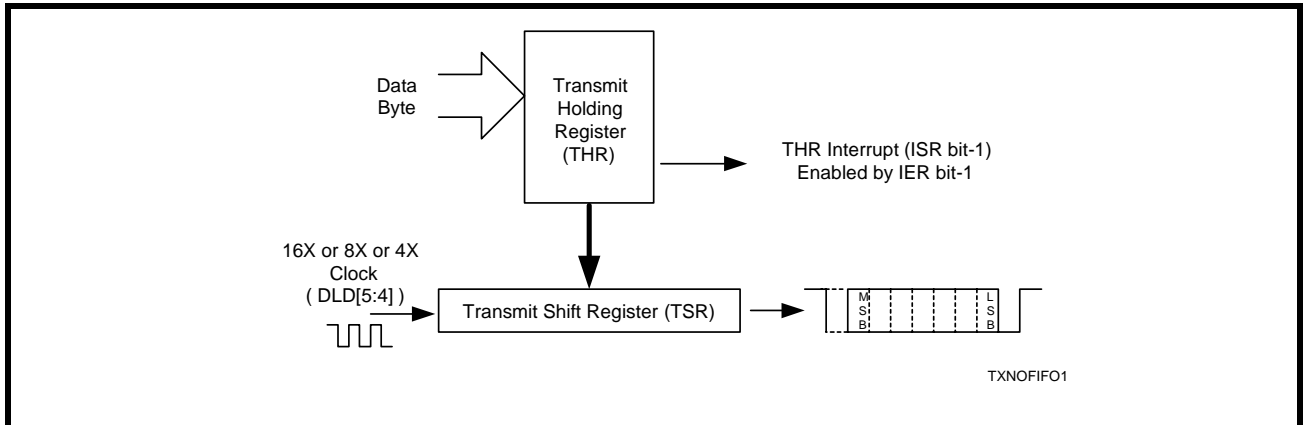 Data
Byte
Transmit
Holding
Register
(THR)
THR Interrupt (ISR bit-1)
Enabled by IER bit-1
16X or 8X or 4X
Clock
( DLD[5:4] )
Transmit Shift Register (TSR)
M
S
B
L
S
B
TXNOFIFO1